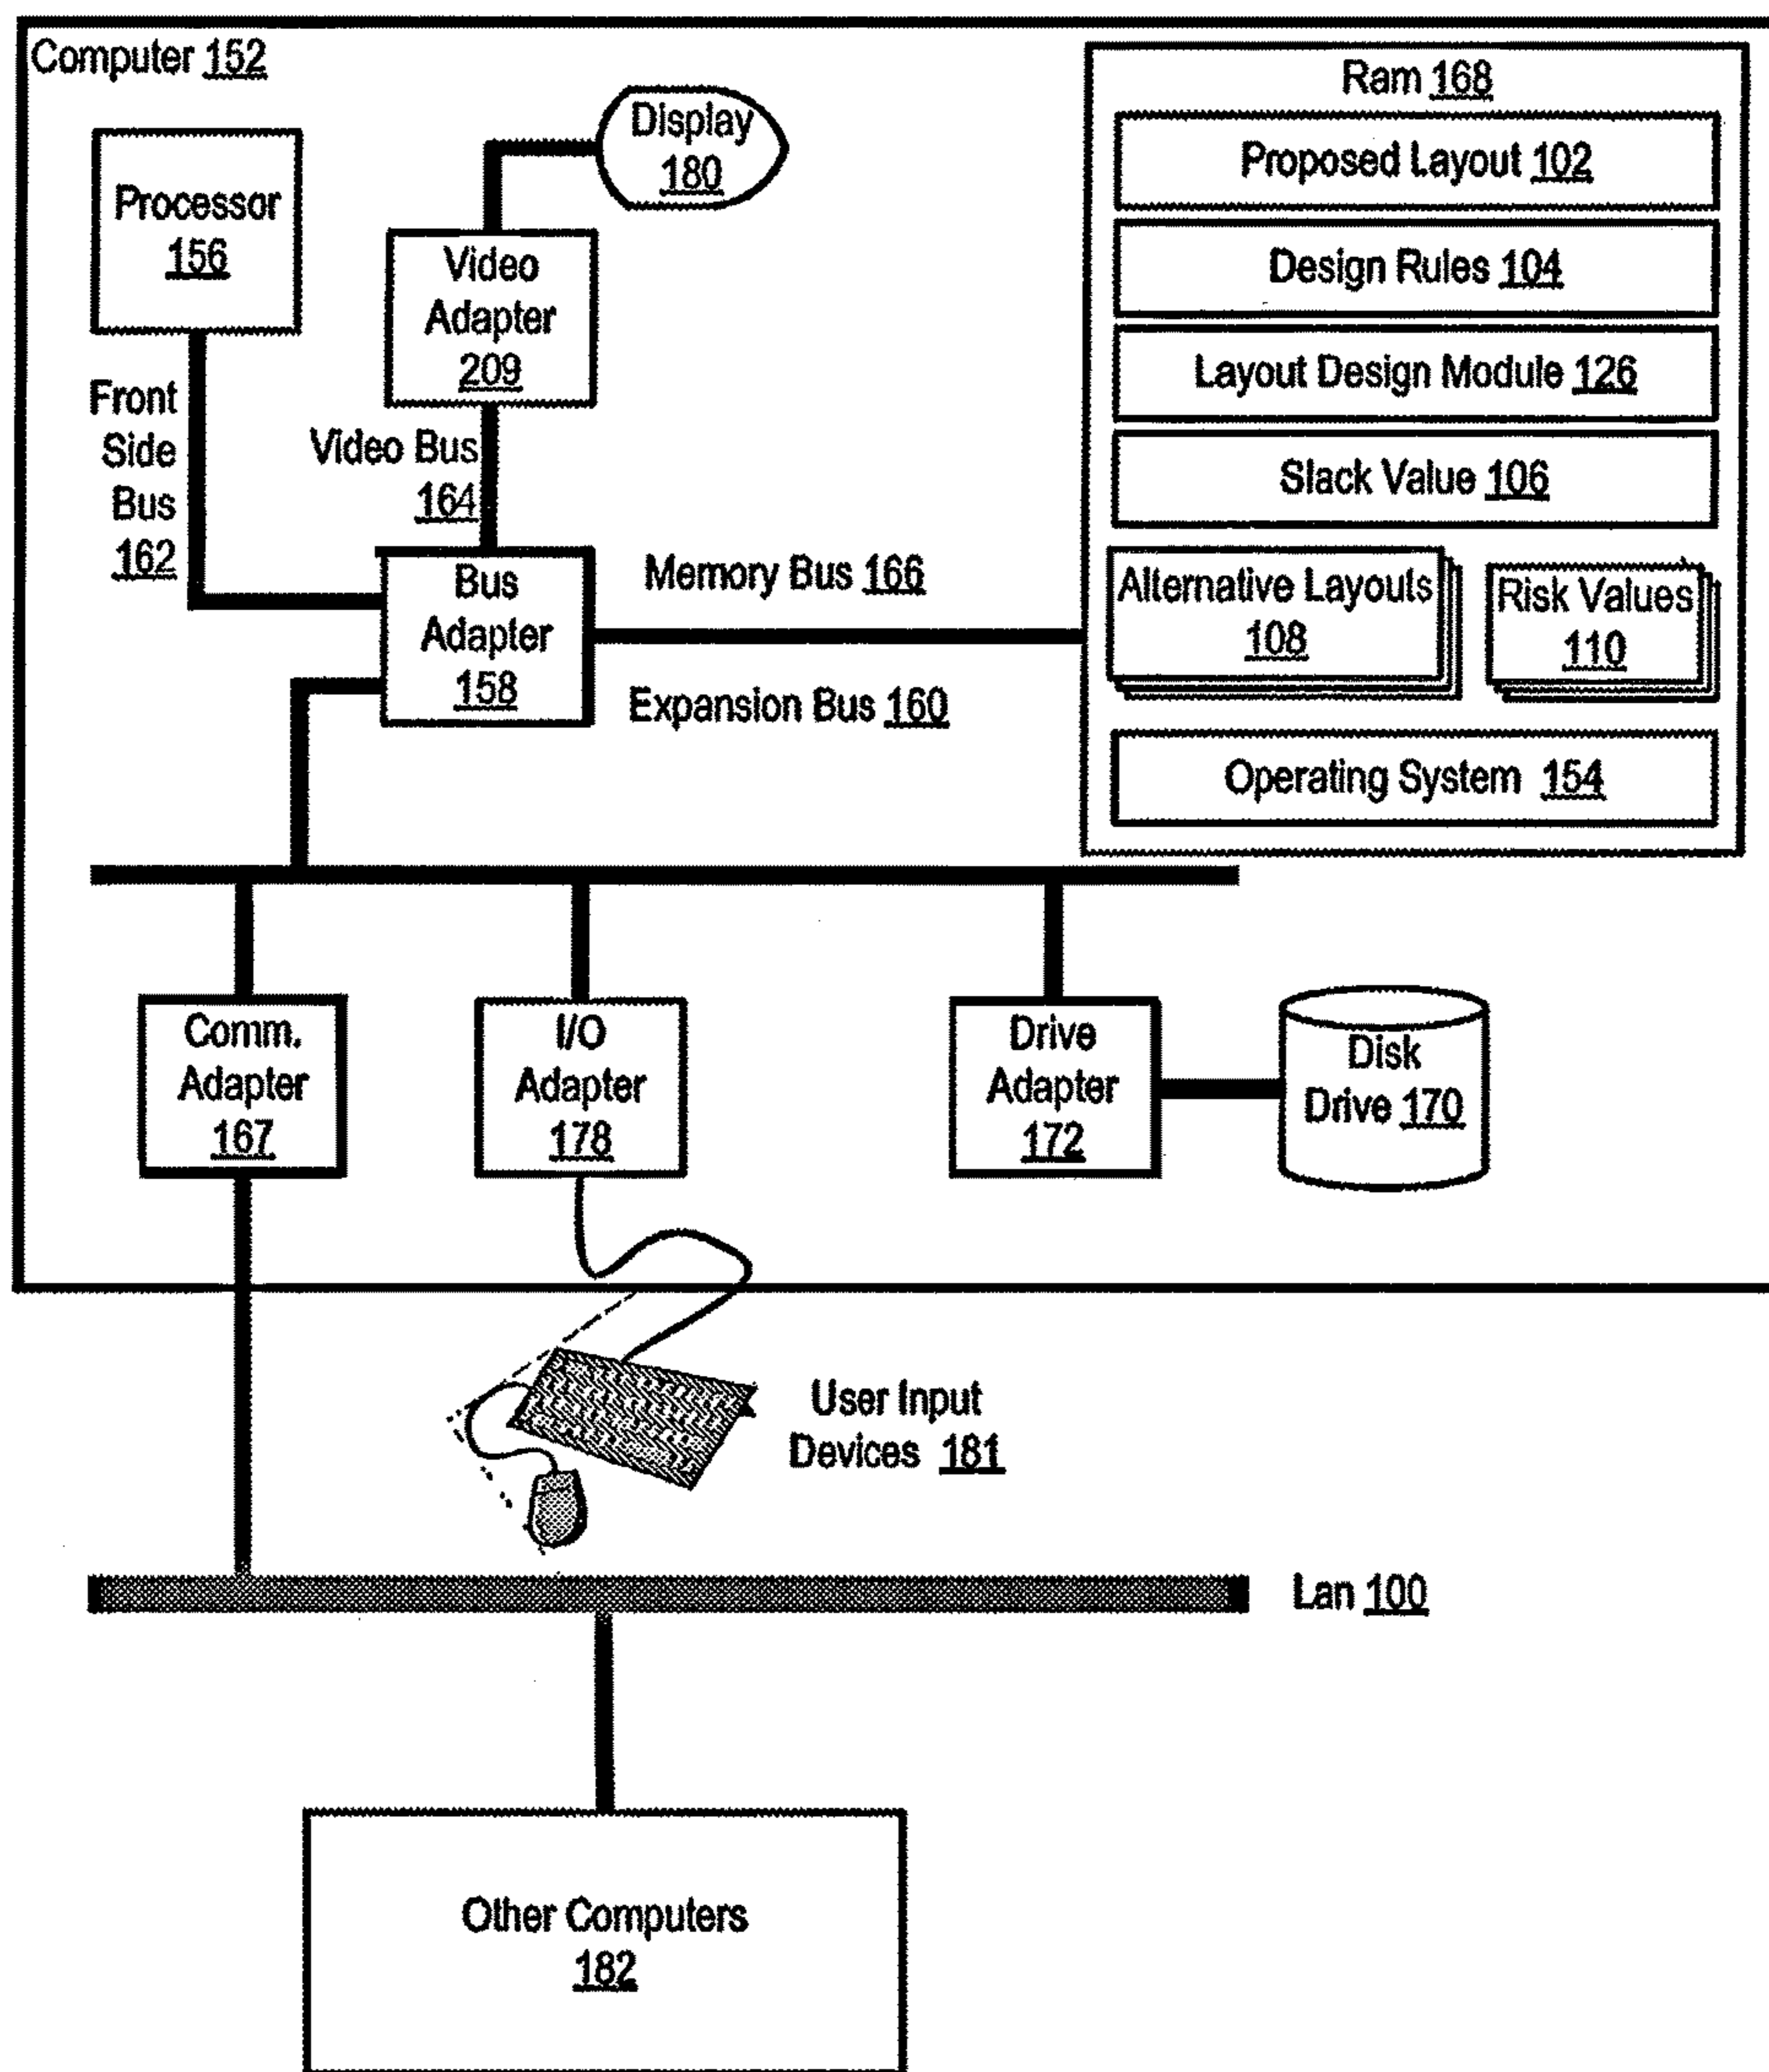 Computer 152
Processor
156
Front
Side
Bus
162
Display
180
Video
Adapter
209
Video Bus
164
Bus
Adapter
158
Memory Bus 166
Expansion Bus 160
Ram 168
Proposed Layout 102
Design Rules 104
Layout Design Module 126
Slack Value 106
Alternative Layouts
108
Risk Values
110
Operating System 154
Comm.
Adapter
167
I/O
Adapter
178
Drive
Adapter
172
Disk
Drive 170
User Input
Devices 181
Lan 100
Other Computers
182